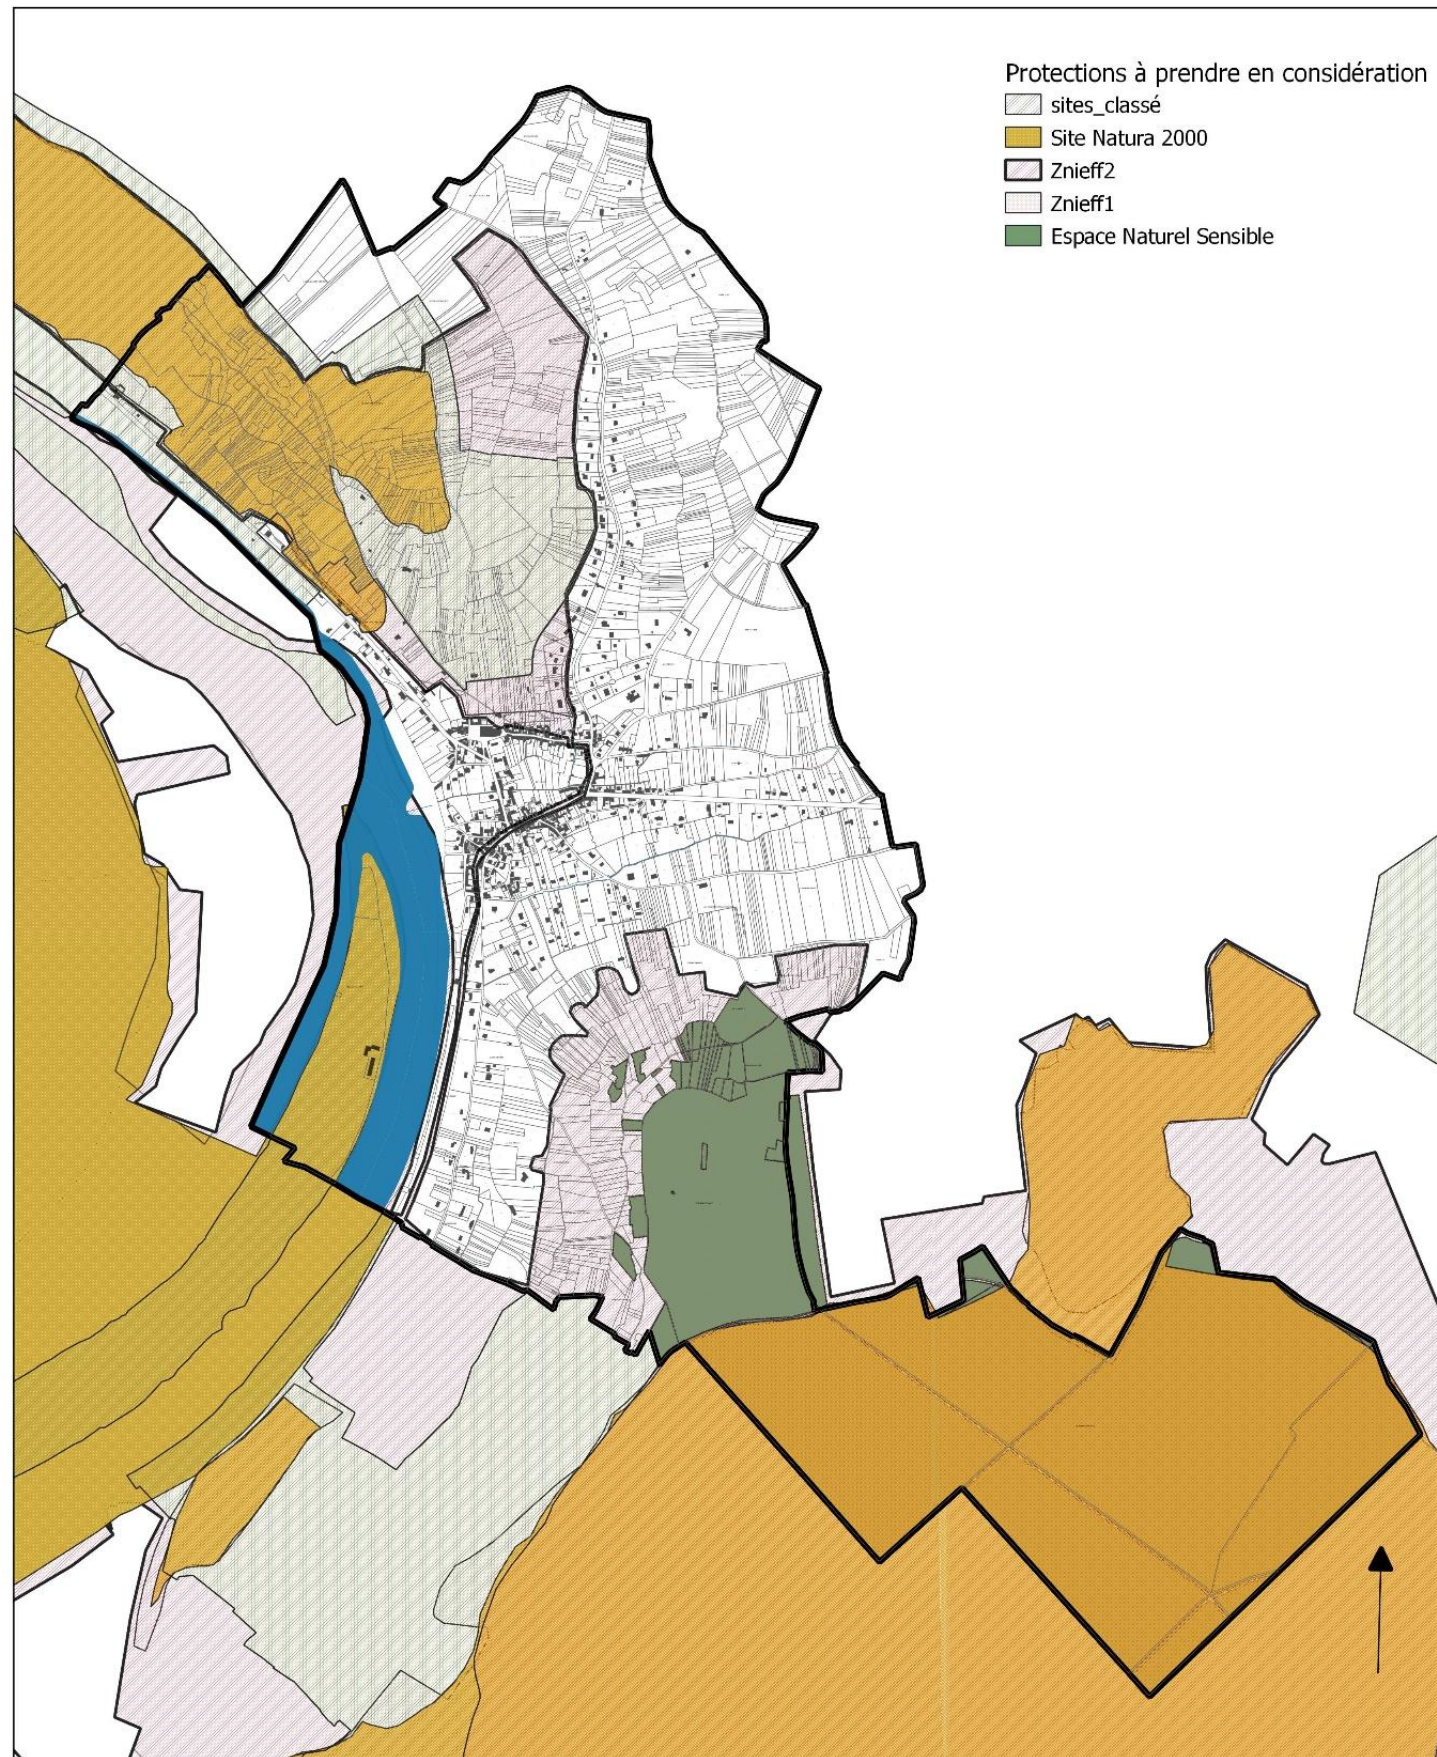 Protections à prendre en considération
sites_classé
Site Natura 2000
Znieff2
Znieff1
Espace Naturel Sensible